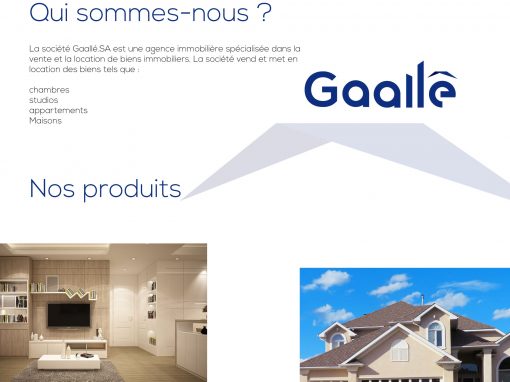 Qui sommes-nous ?
La société Gaallé.SA est une agence immobilière spécialisée dans la
vente et la location de biens immobiliers. La société vend et met en
location des biens tels que :
chambres
studios
appartements
Maisons
Gaallé
Nos produits